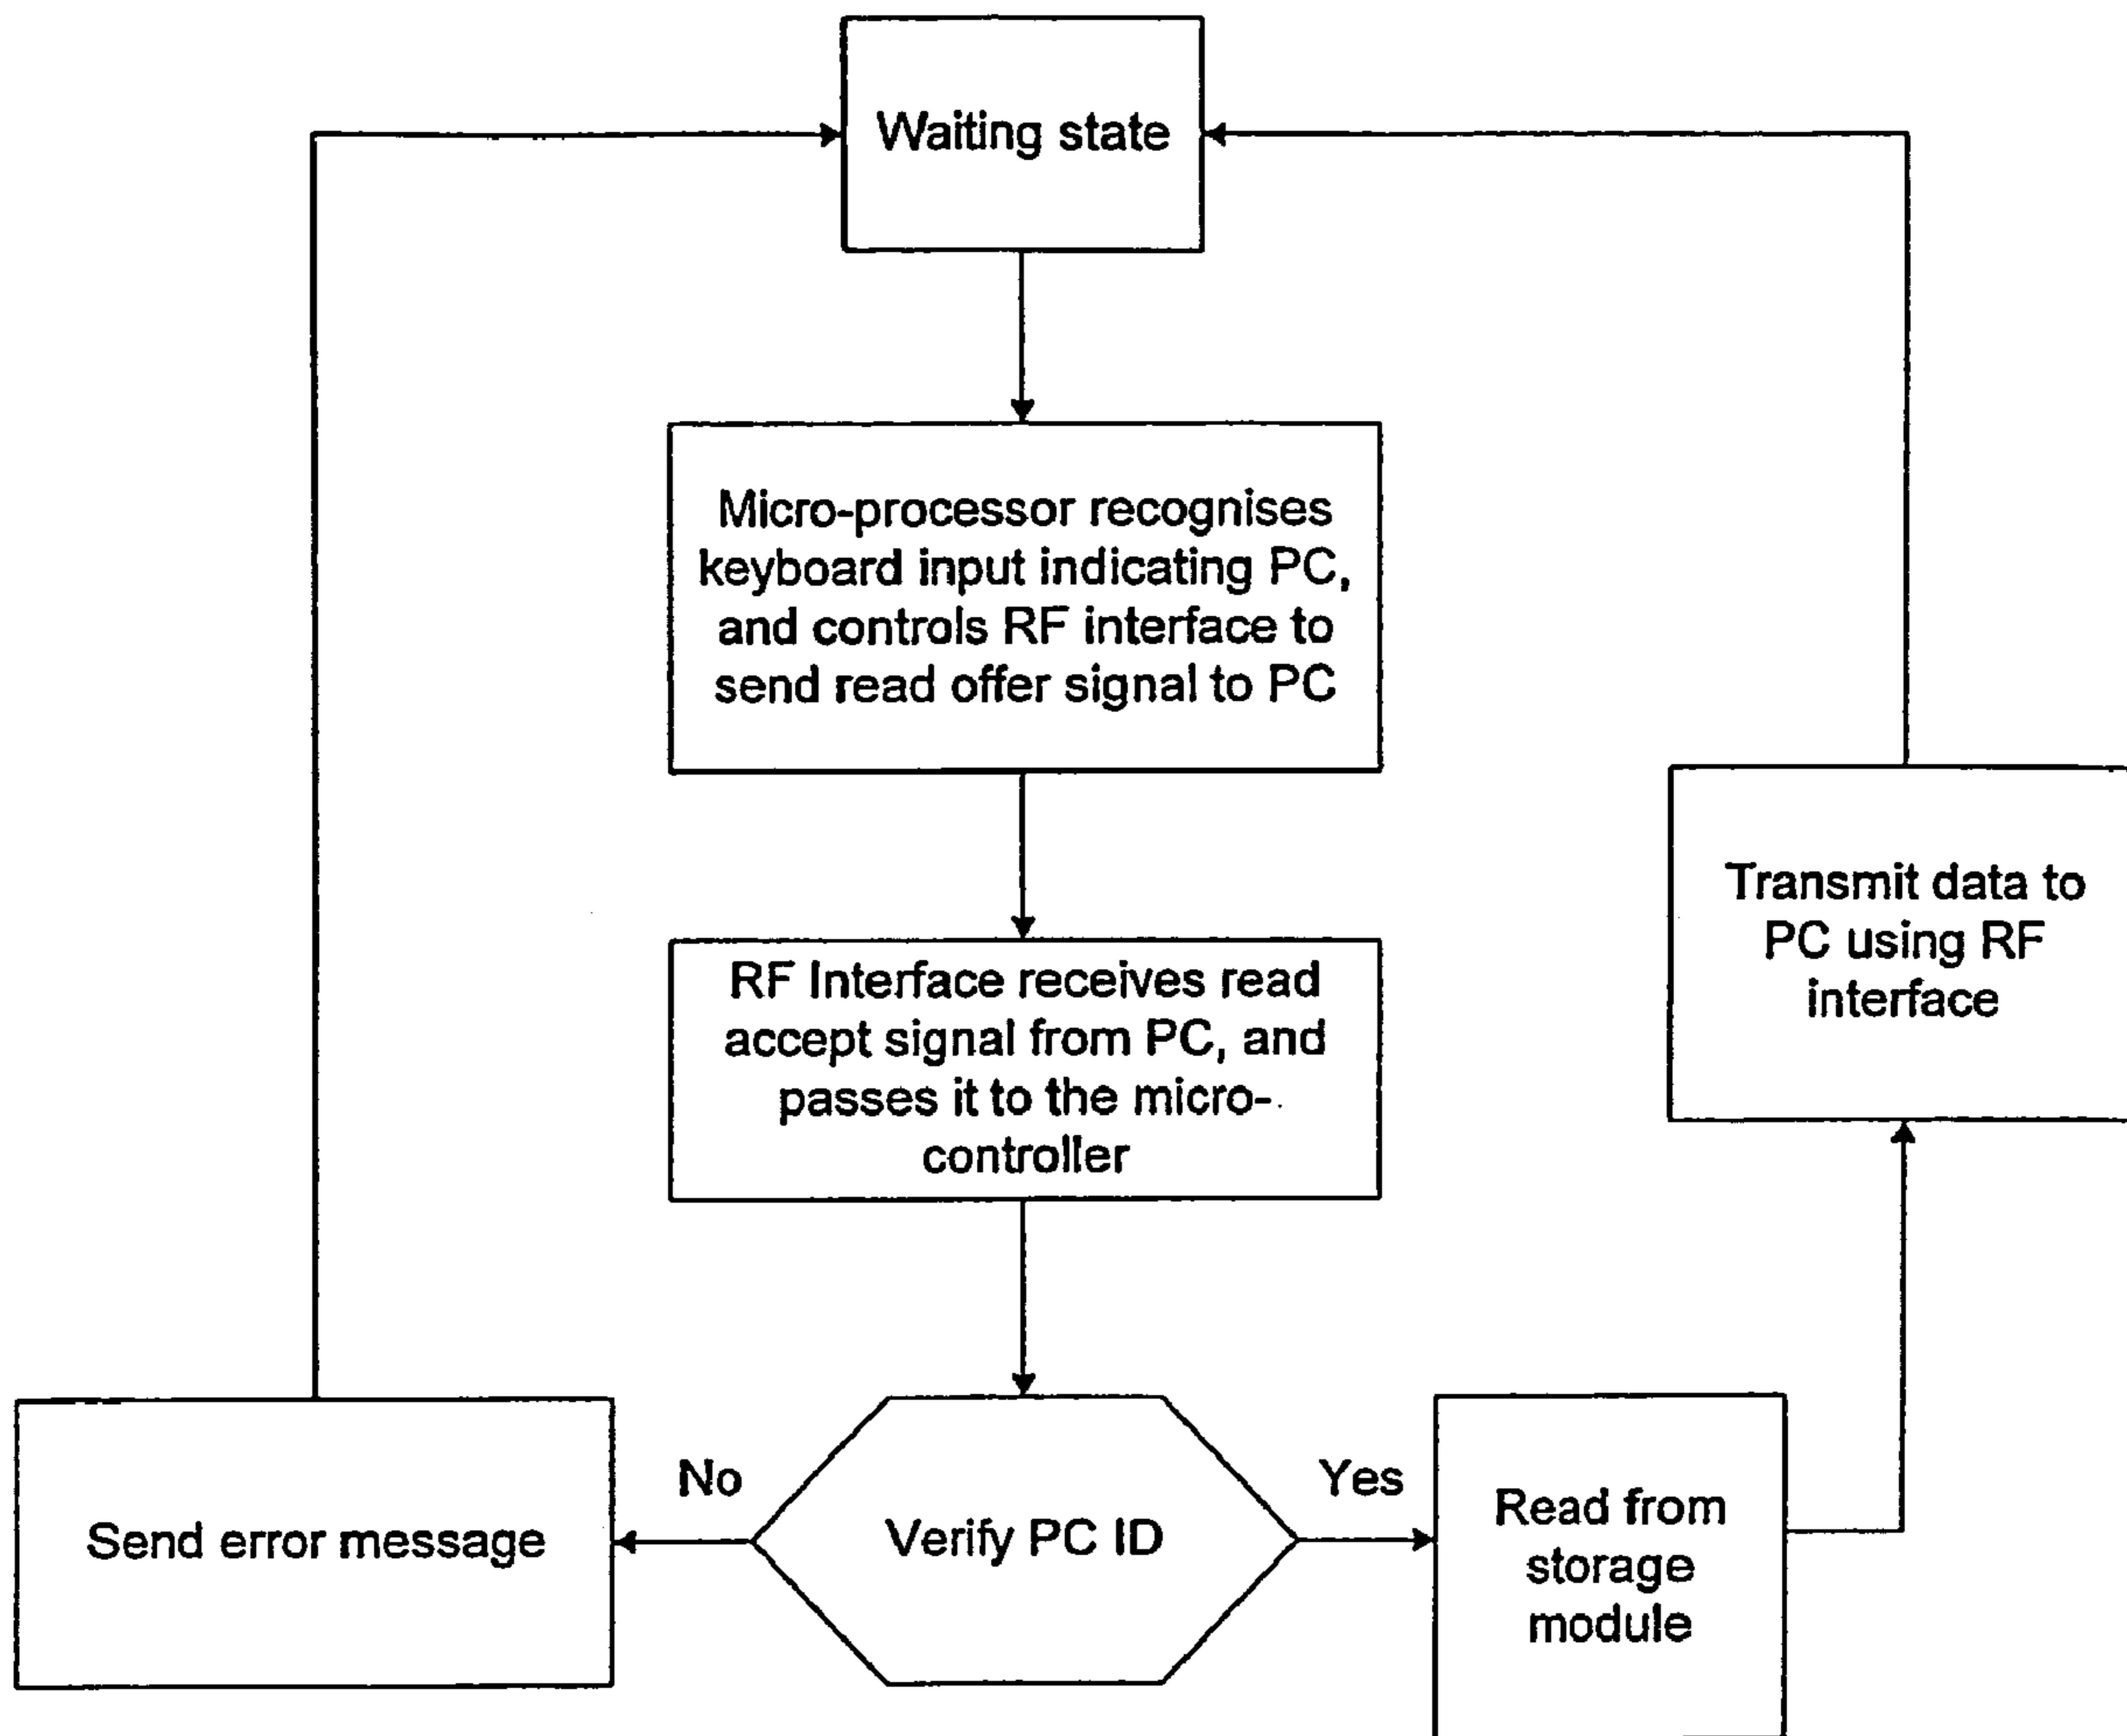 Waiting state
Micro-processor recognises
keyboard input indicating PC,
and controls RF interface to
send read offer signal to PC
Transmit data to
PC using RF
interface
RF Interface receives read
accept signal from PC, and
passes it to the micro-
controller
No
Yes
Send error message
Verify PC ID
Read from
storage
module